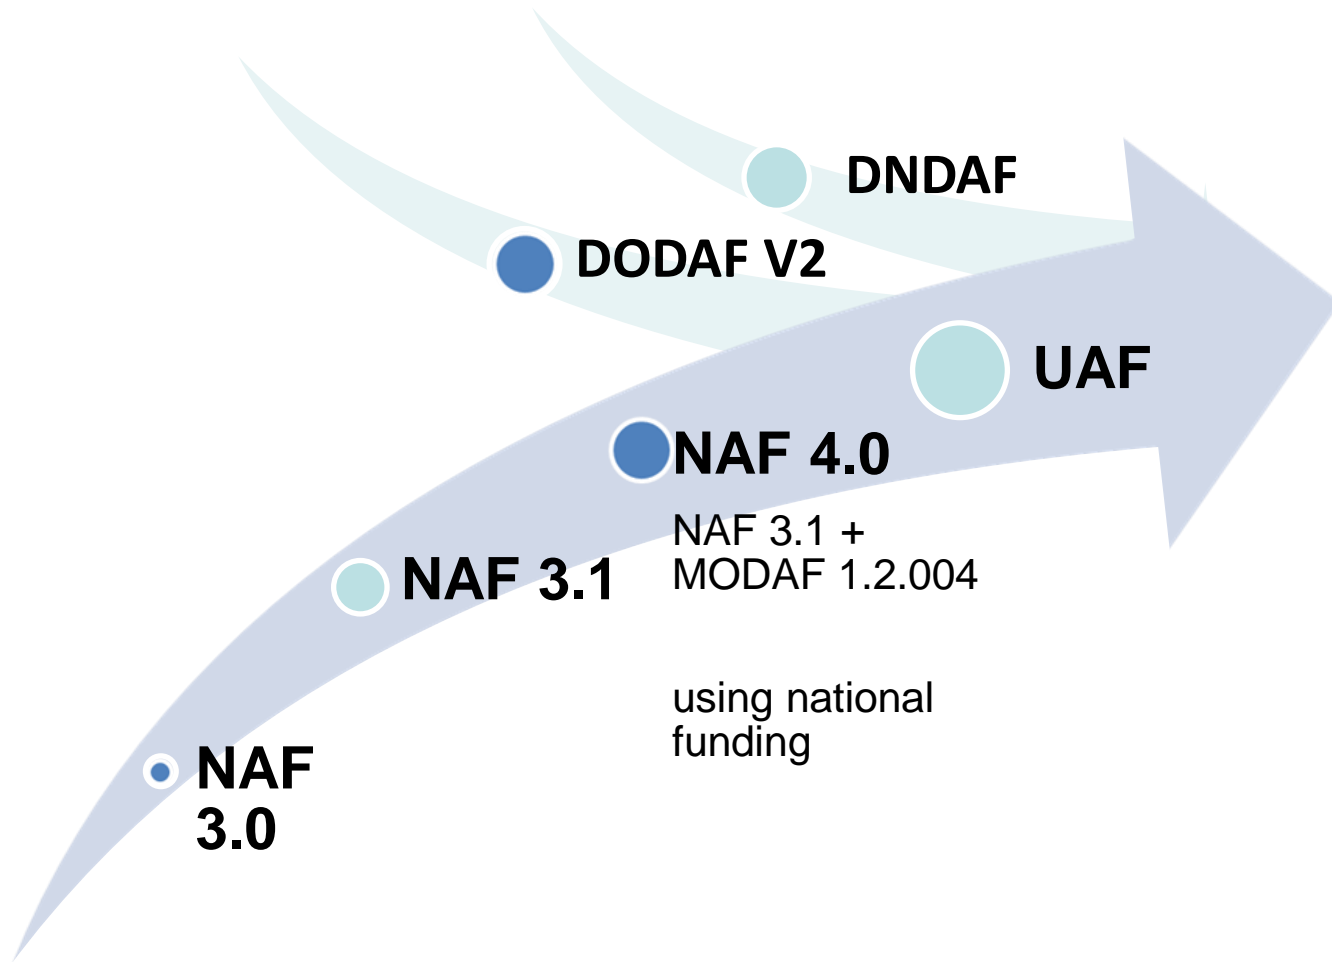 DNDAF
DODAF V2
UAF
NAF 4.0
NAF 3.1 +
MODAF 1.2.004
using national
funding
NAF 3.1
NAF
3.0